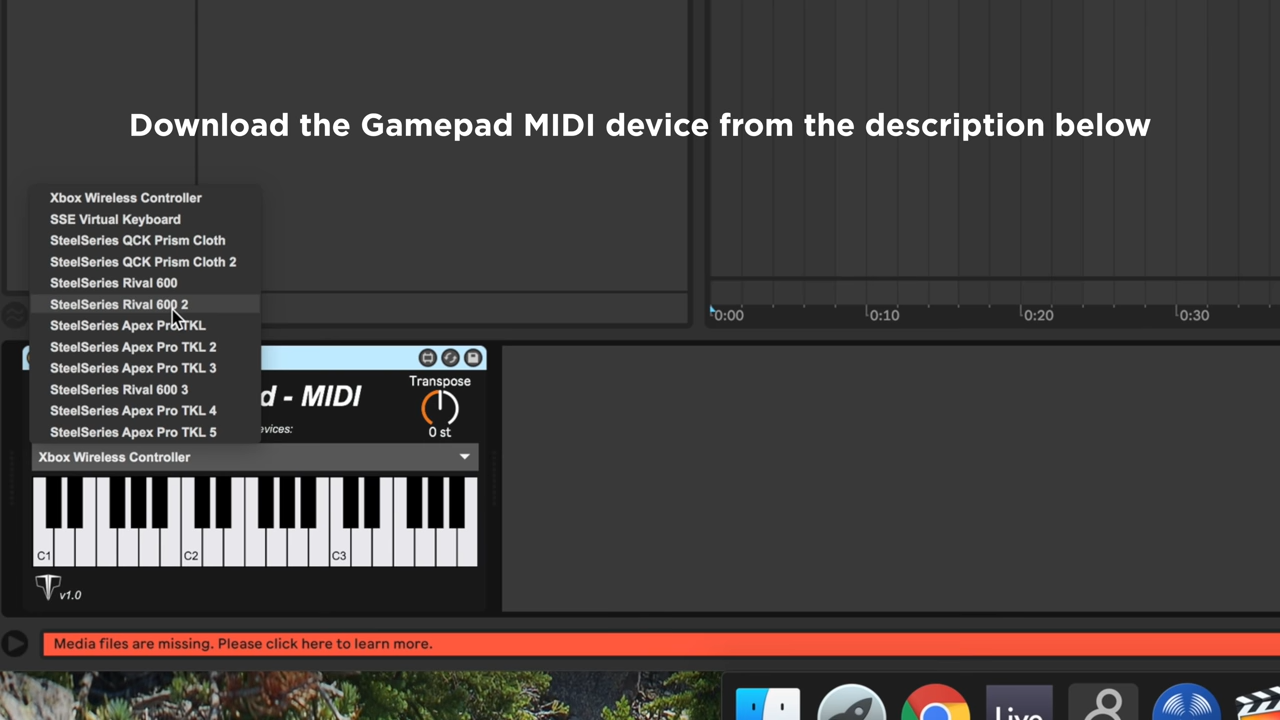 Download the Gamepad MIDI device from the description below
Xbox Wireless Controller
SSE Virtual Keyboard
SteelSeries QCK Prism Cloth
SteelSeries QCK Prism Cloth 2
SteelSeries Rival 600
SteelSeries Rival 600 2
SteelSeries Apex Pro TKL
SteelSeries Apex Pro TKL 2
SteelSeries Apex Pro TKL 3
SteelSeries Rival 600 3
SteelSeries Apex Pro TKL 4
SteelSeries Apex Pro TKL 5
0:00 0:10 0:20 0:30
d - MIDI
evices:
Transpose
0 st
Xbox Wireless Controller
C1 C2 C3
v1.0
Media files are missing. Please click here to learn more.
Live